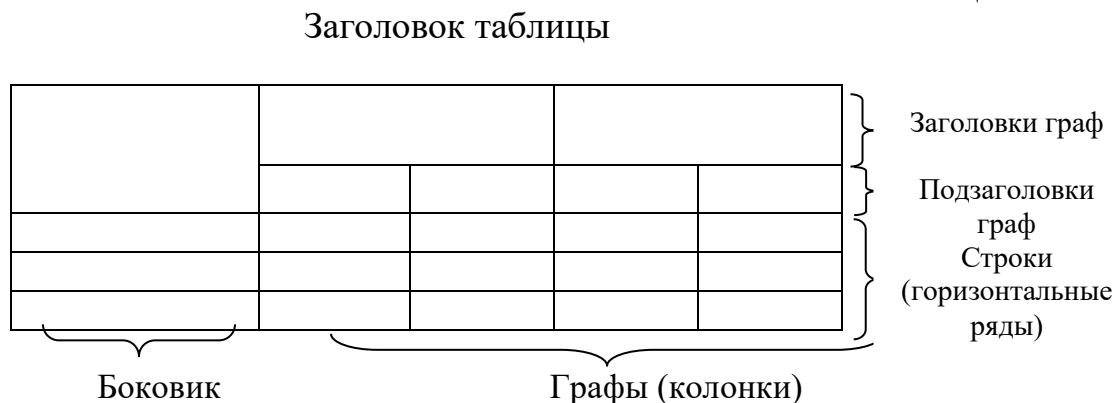 Заголовок таблицы
Заголовки граф
Подзаголовки
граф
Строки
(горизонтальные
ряды)
Боковик
Графы (колонки)